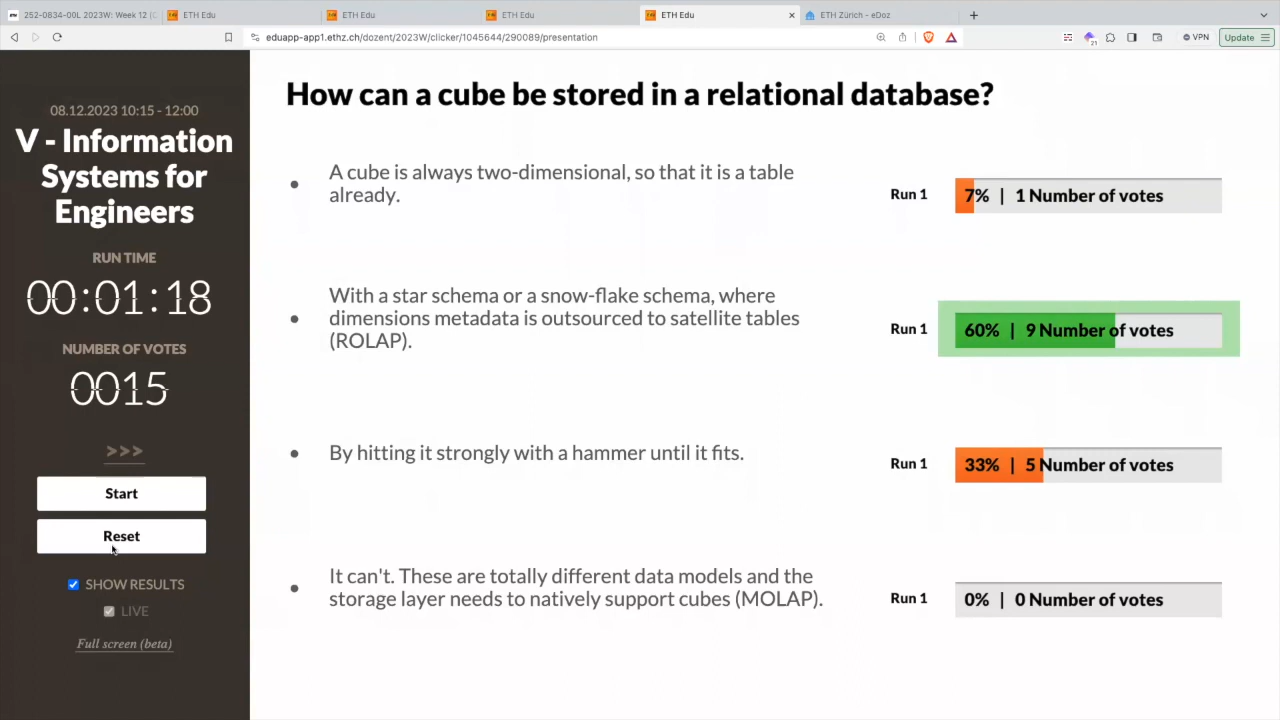 252-0834-00L 2023W: Week 12
ETH Edu
ETH Edu
ETH Edu
ETH Edu
ETH Zürich - eDoz
eduapp-app1.ethz.ch/dozent/2023W/clicker/1045644/290089/presentation
21
VPN
Update
08.12.2023 10:15 - 12:00
V - Information
Systems for
Engineers
RUN TIME
00:01:18
NUMBER OF VOTES
0015
>>>
Start
Reset
SHOW RESULTS
LIVE
Full screen (beta)
How can a cube be stored in a relational database?
A cube is always two-dimensional, so that it is a table
already.
Run 1
7% | 1 Number of votes
With a star schema or a snow-flake schema, where
dimensions metadata is outsourced to satellite tables
(ROLAP).
Run 1
60% | 9 Number of votes
By hitting it strongly with a hammer until it fits.
Run 1
33% | 5 Number of votes
It can't. These are totally different data models and the
storage layer needs to natively support cubes (MOLAP).
Run 1
0% | 0 Number of votes